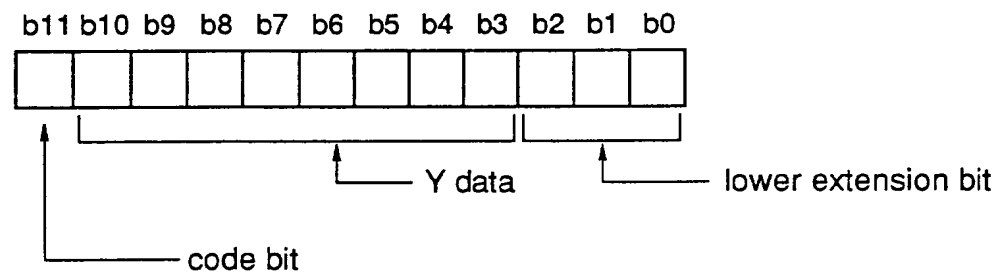 b11 b10 b9 b8 b7 b6 b5 b4 b3 b2 b1 b0
Y data
lower extension bit
code bit